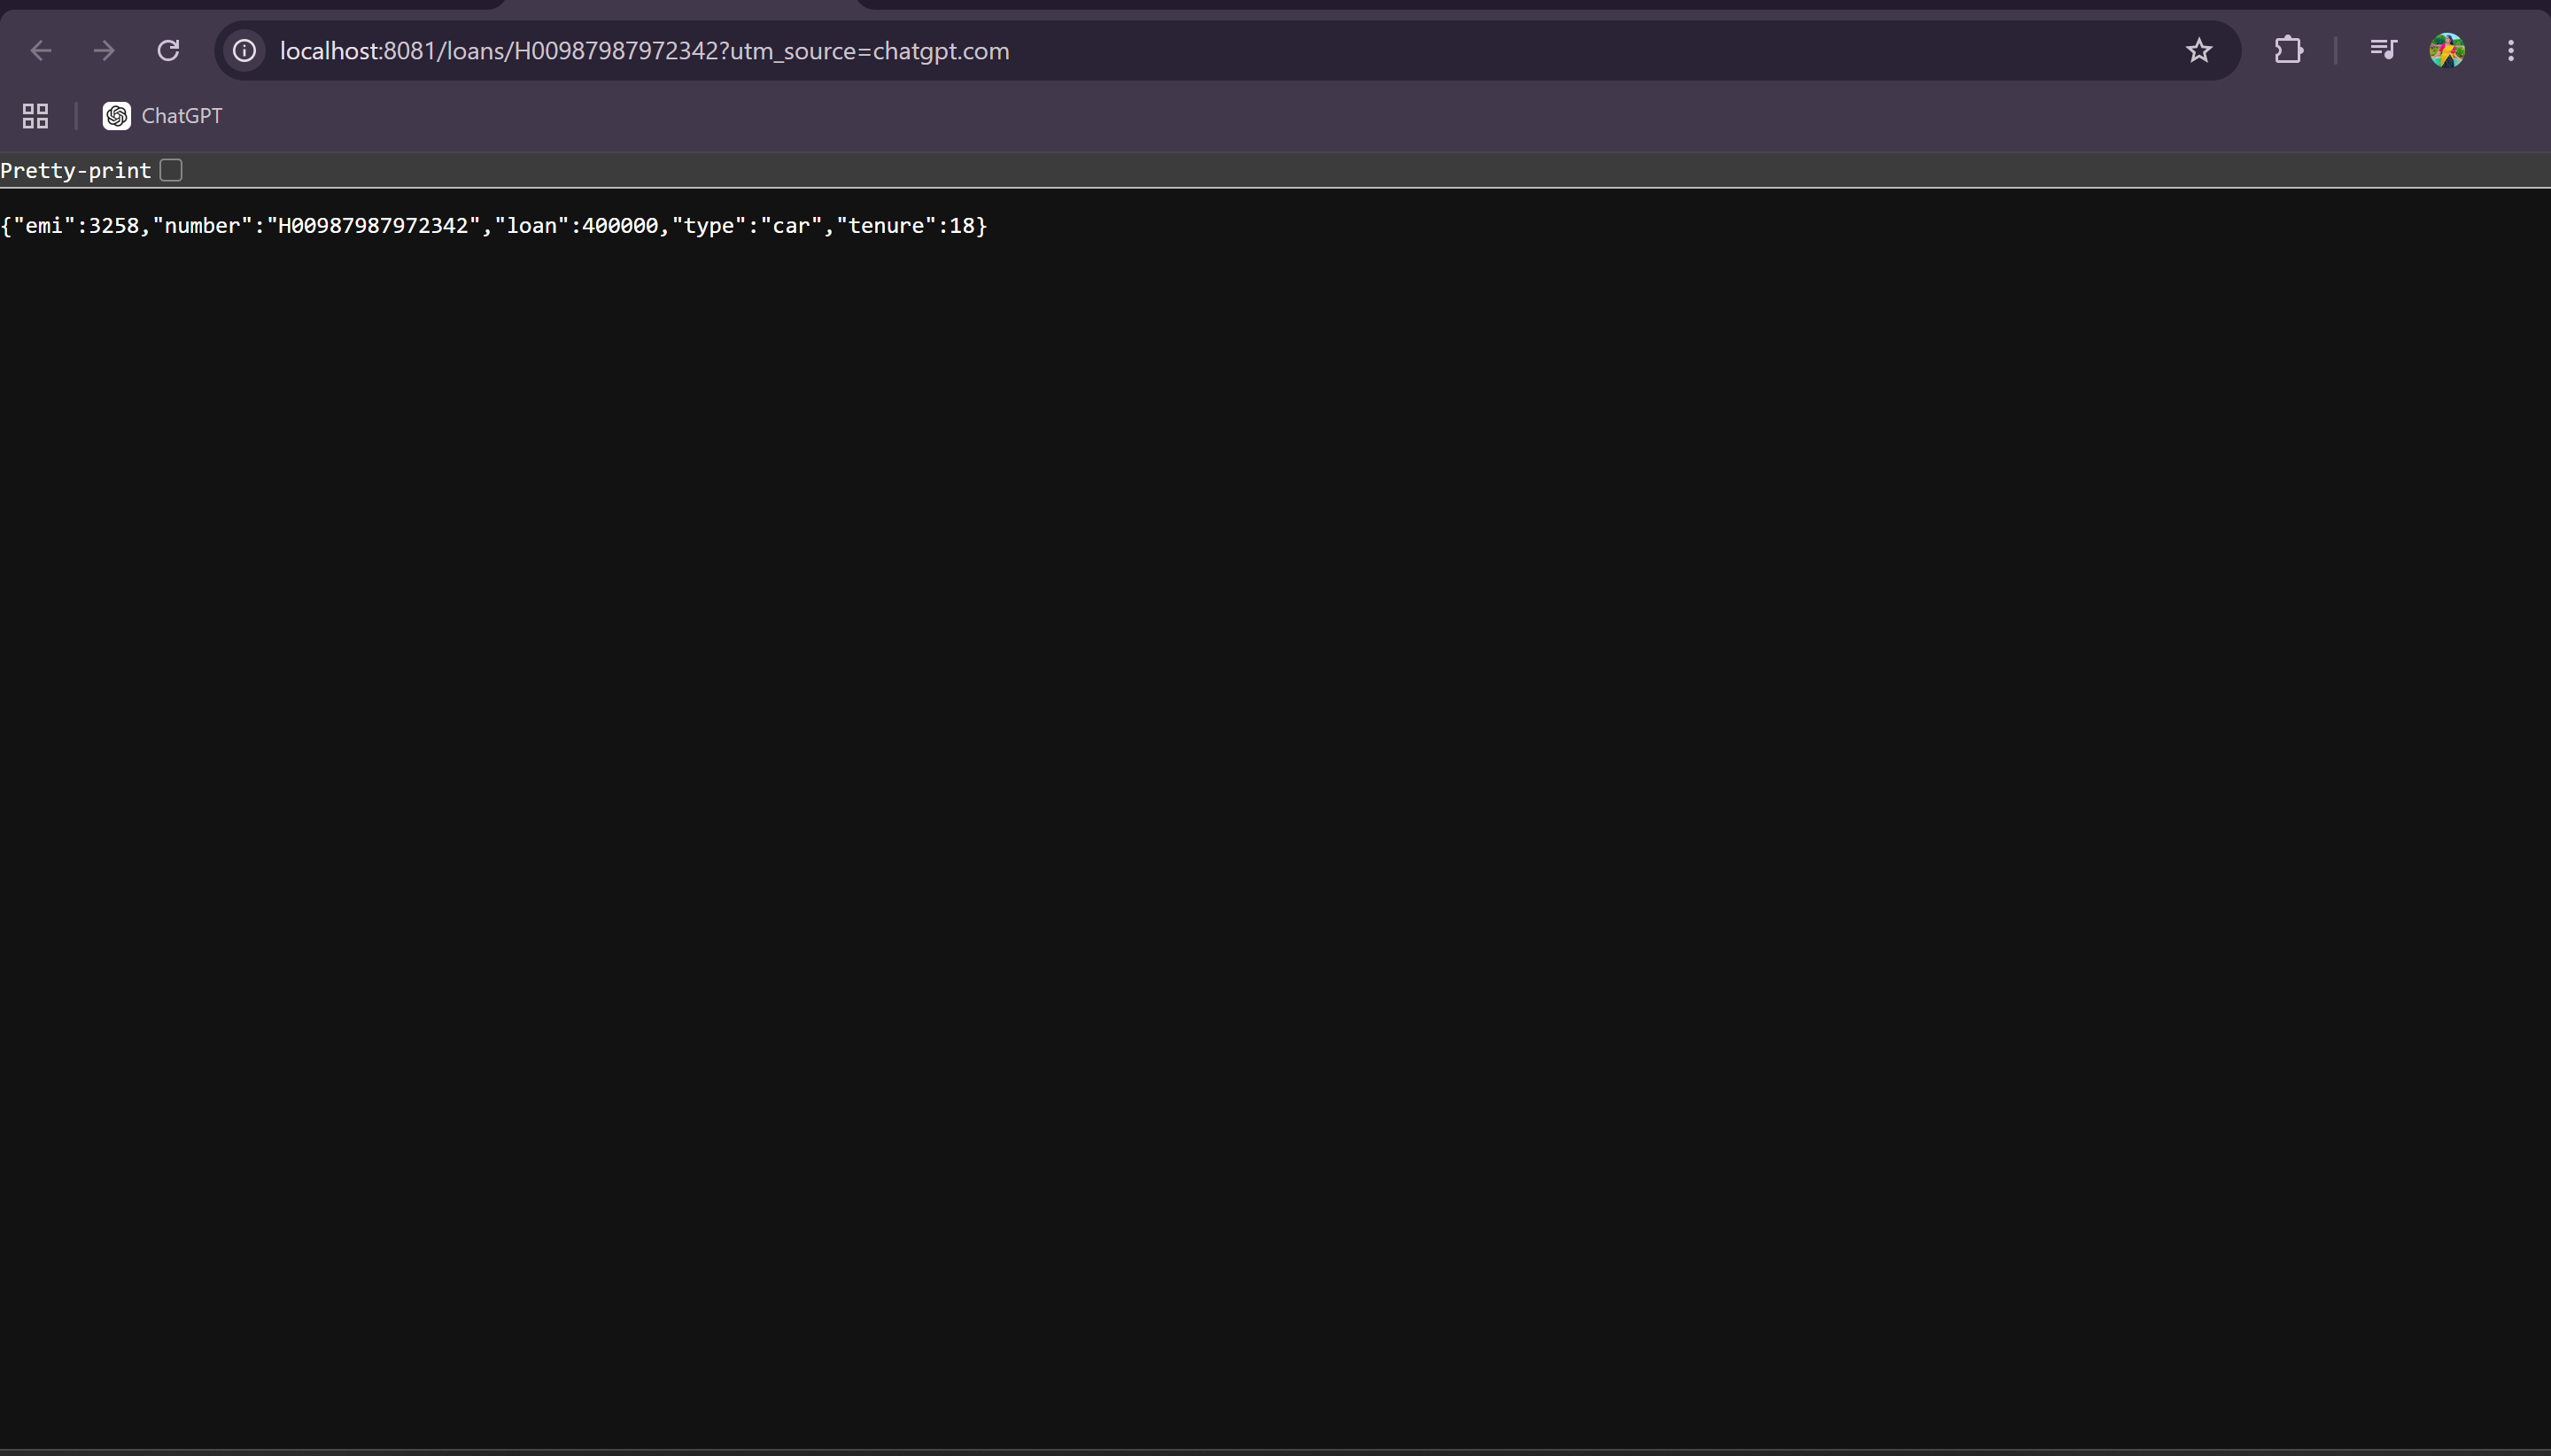 localhost:8081/loans/H00987987972342?utm_source=chatgpt.com
ChatGPT
Pretty-print
{"emi":3258,"number":"H00987987972342","loan":400000,"type":"car","tenure":18}